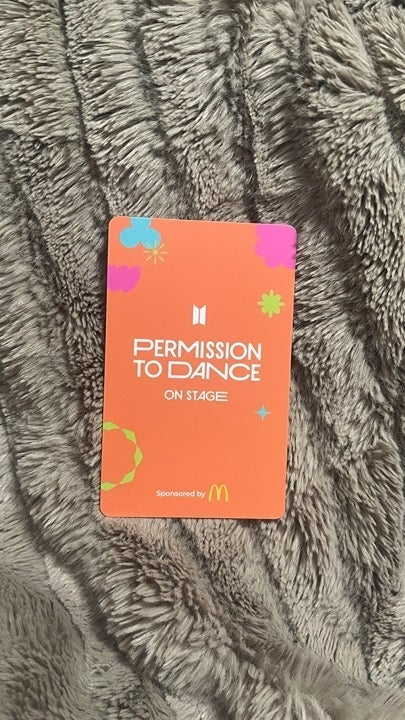 PERMISSION
TO DANCE
ON STAGE
Sponsored by